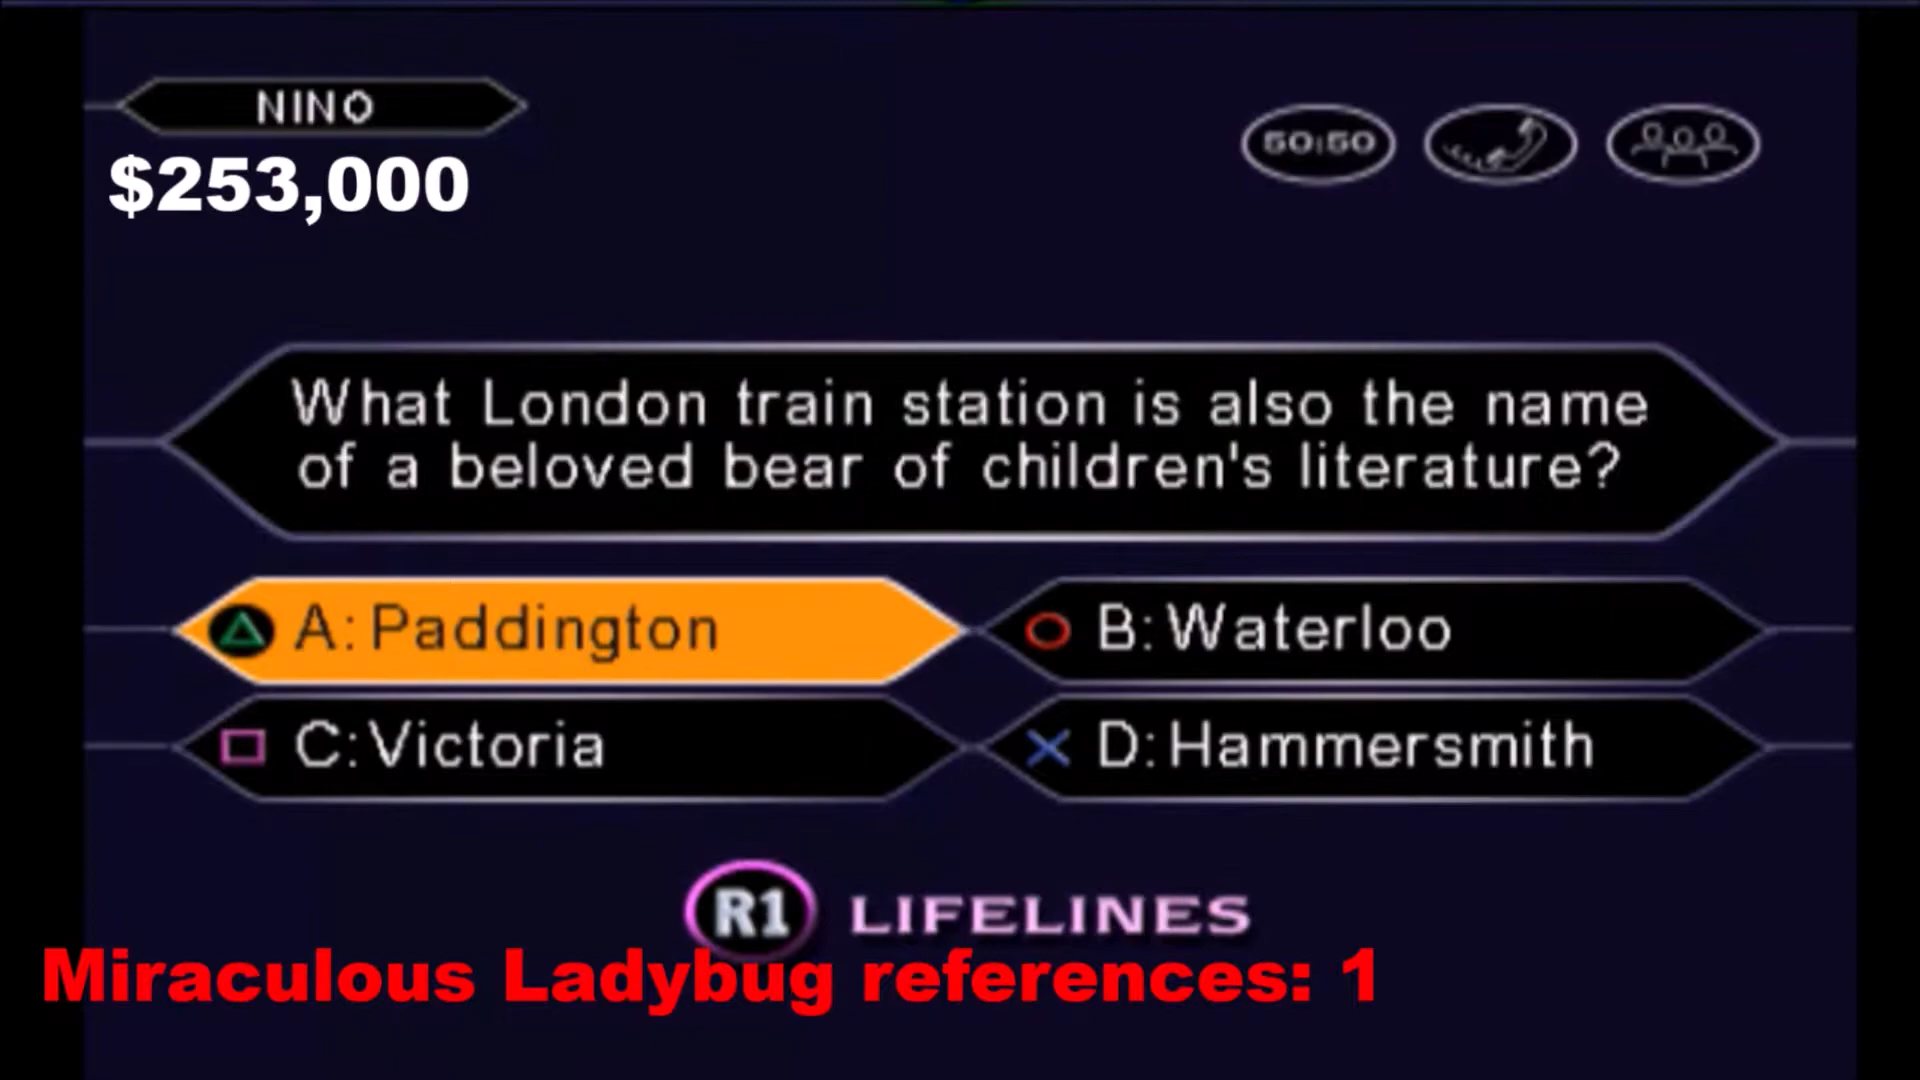 NINO
$253,000
50:50
What London train station is also the name
of a beloved bear of children's literature?
A: Paddington
B: Waterloo
C: Victoria
D: Hammersmith
R1 LIFELINES
Miraculous Ladybug references: 1